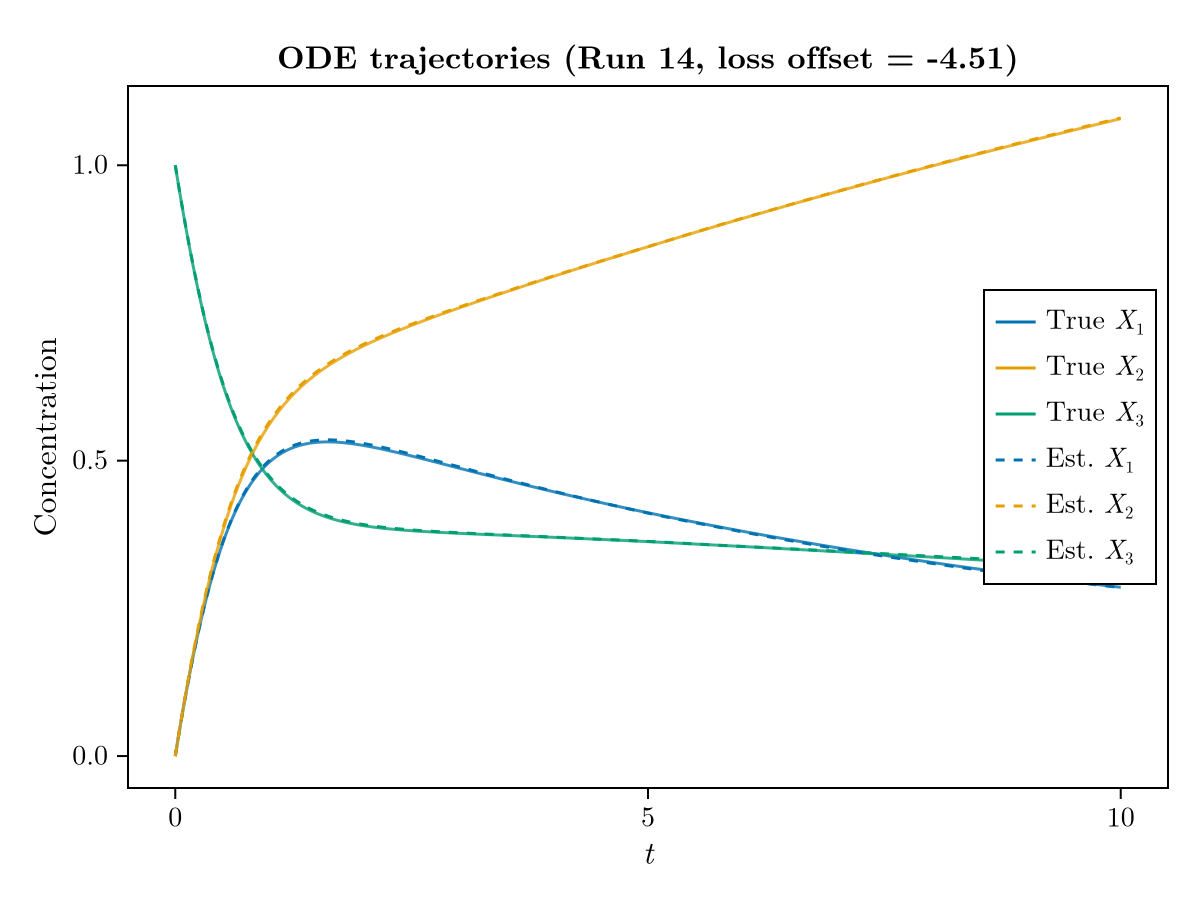 ODE trajectories (Run 14, loss offset = -4.51)
Concentration
1.0
0.5
0.0
True X₁
True X₂
True X₃
Est. X₁
Est. X₂
Est. X₃
0
5
10
t